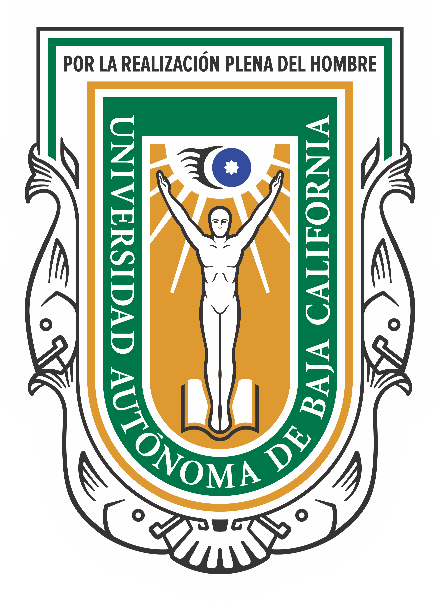 POR LA REALIZACIÓN PLENA DEL HOMBRE
UNIVERSIDAD AUTÓNOMA DE BAJA CALIFORNIA